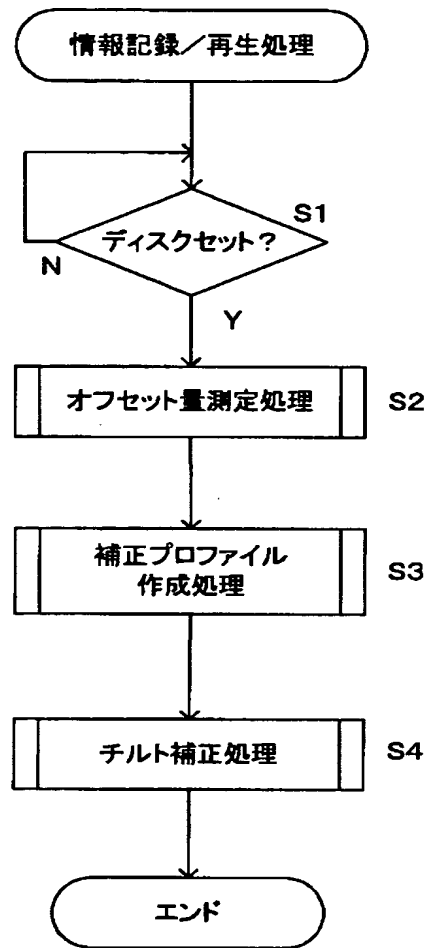 情報記録／再生処理
S1
ディスクセット？
N
Y
オフセット量測定処理
S2
補正プロファイル
作成処理
S3
チルト補正処理
S4
エンド